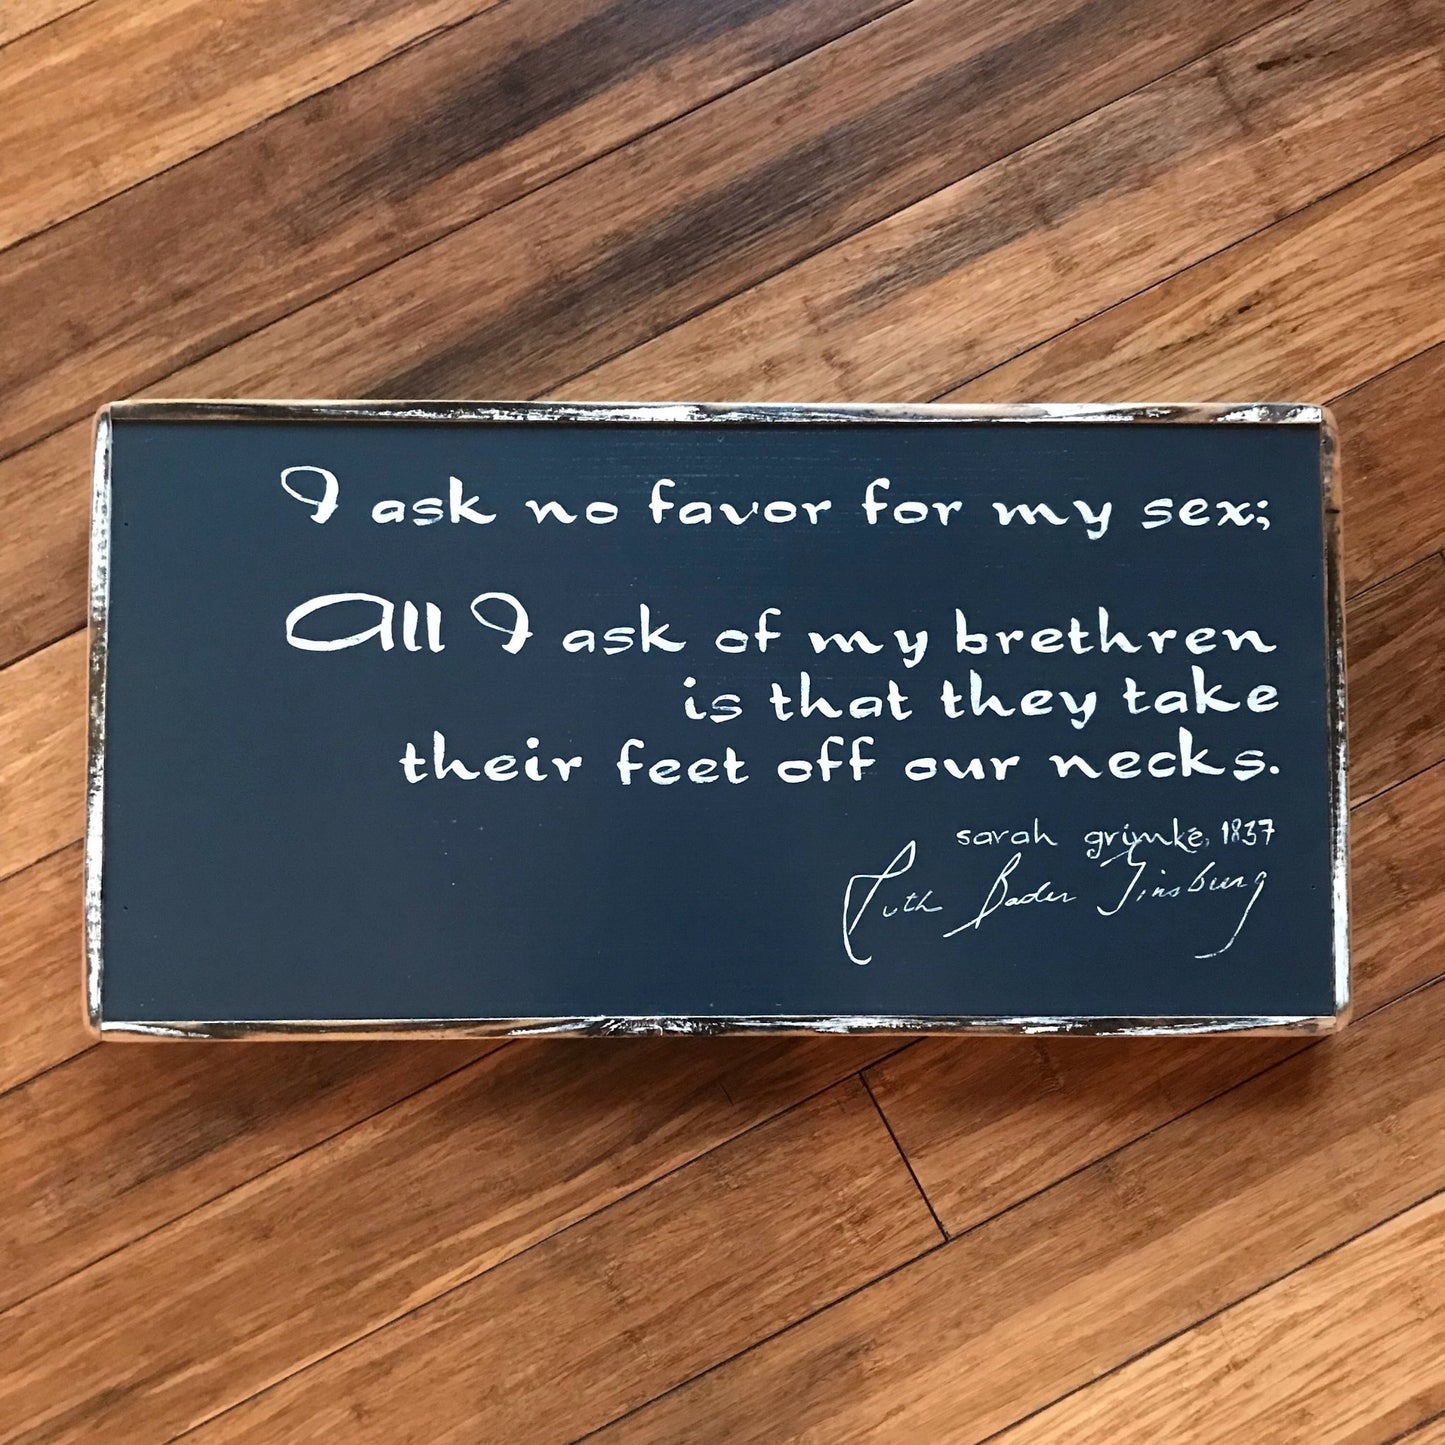 I ask no favor for my sex;
All I ask of my brethren
is that they take
their feet off our necks.
sarah grimké, 1837
Ruth Bader Ginsburg